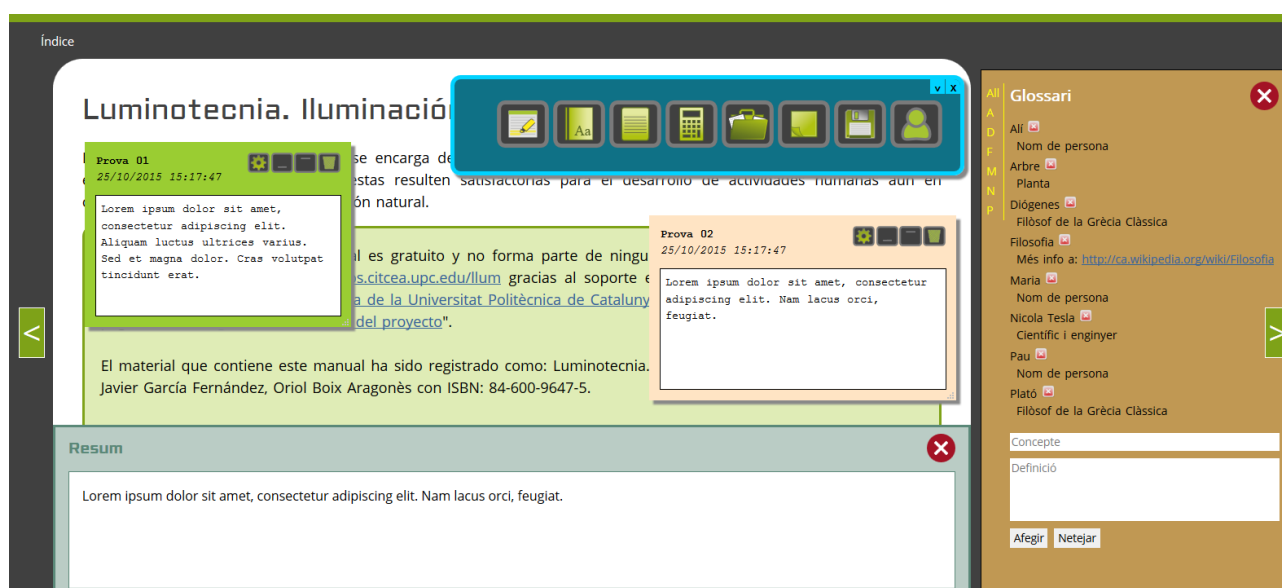 Índice
Luminotecnia. Iluminación
v x
Aa
se encarga de
estas resulten satisfactorias para el desarrollo de actividades humanas aún en
ón natural.
Prova 01
25/10/2015 15:17:47
Lorem ipsum dolor sit amet,
consectetur adipiscing elit.
Aliquam luctus ultrices varius.
Sed et magna dolor. Cras volutpat
tincidunt erat.
al es gratuito y no forma parte de ningu
s.citcea.upc.edu/llum gracias al soporte e
a de la Universitat Politècnica de Cataluny
del proyecto".
Prova 02
25/10/2015 15:17:47
Lorem ipsum dolor sit amet, consectetur
adipiscing elit. Nam lacus orci,
feugiat.
El material que contiene este manual ha sido registrado como: Luminotecnia.
Javier García Fernández, Oriol Boix Aragonès con ISBN: 84-600-9647-5.
<
>
Resum
Lorem ipsum dolor sit amet, consectetur adipiscing elit. Nam lacus orci, feugiat.
All
A
D
F
M
N
P
Glossari
Alí
Nom de persona
Arbre
Planta
Diógenes
Filòsof de la Grècia Clàssica
Filosofia
Més info a: http://ca.wikipedia.org/wiki/Filosofia
Maria
Nom de persona
Nicola Tesla
Científic i enginyer
Pau
Nom de persona
Plató
Filòsof de la Grècia Clàssica
Concepte
Definició
Afegir Netejar